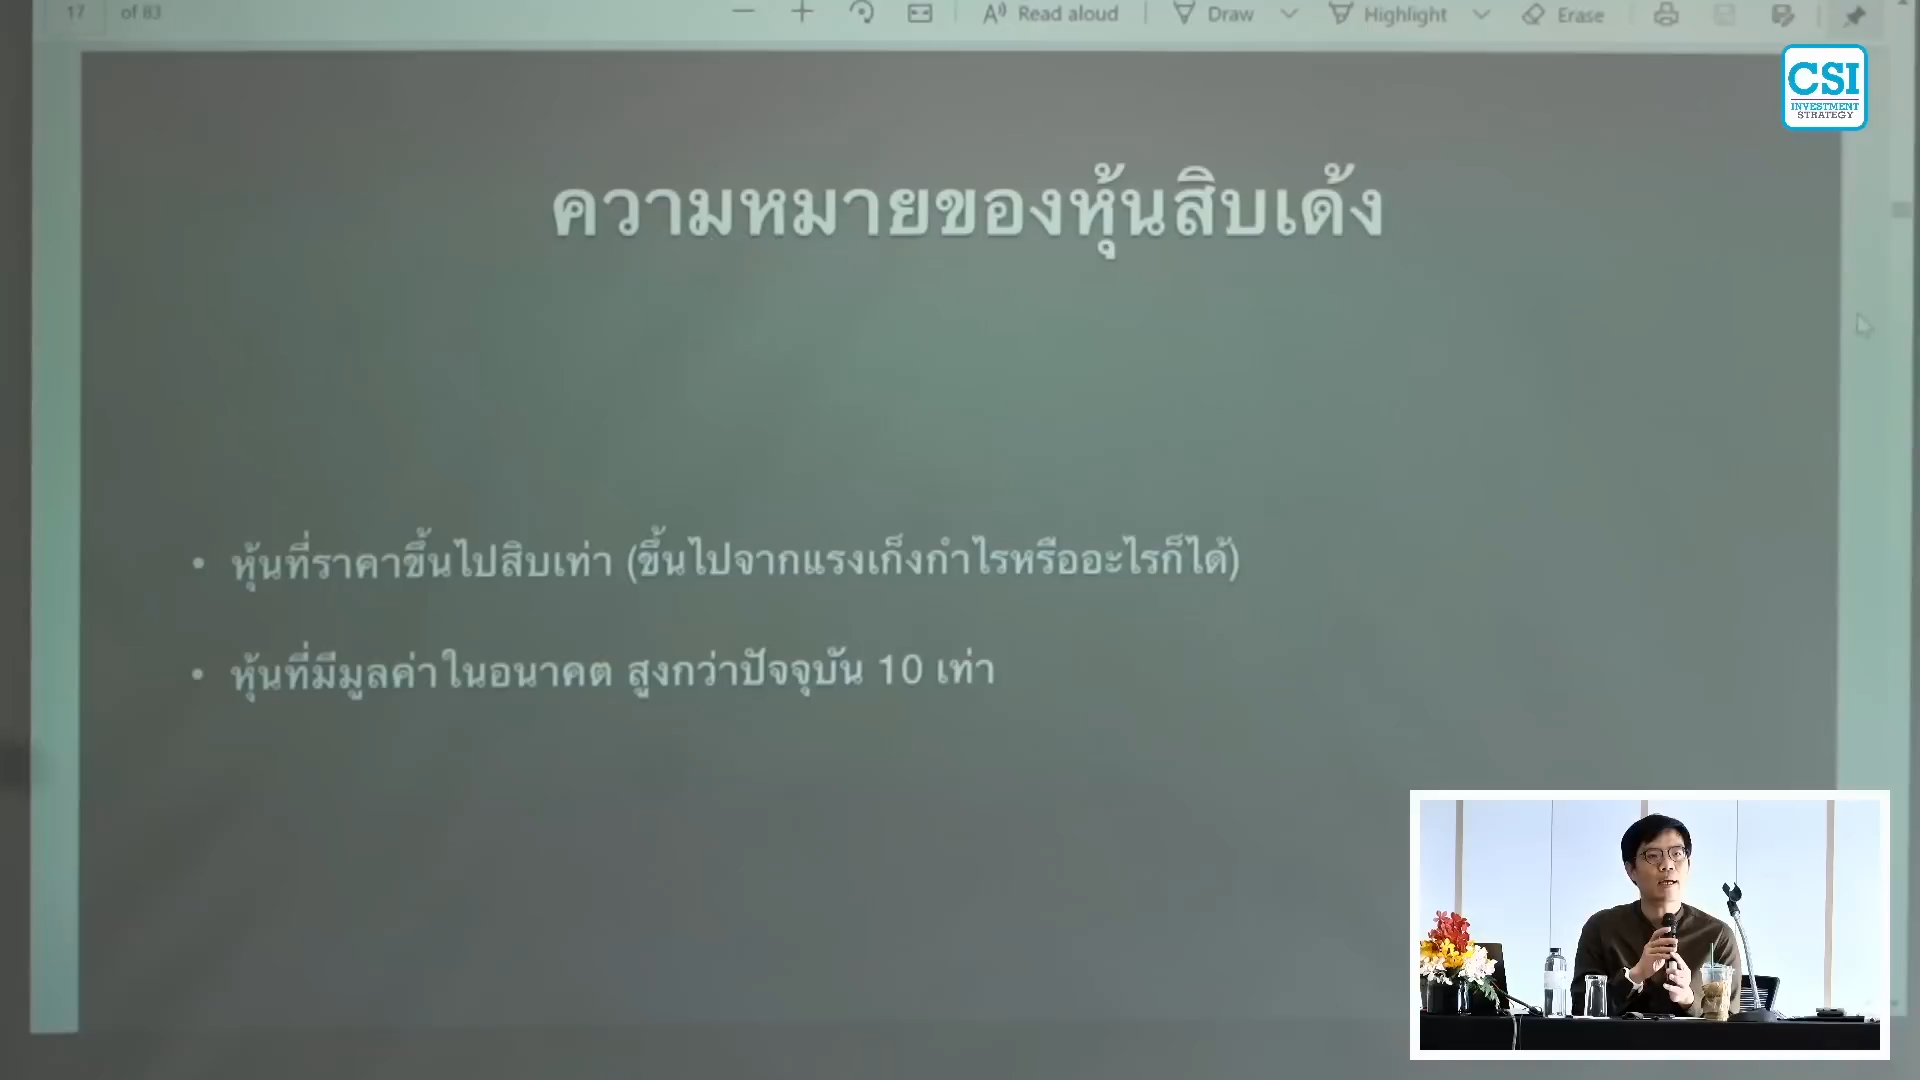 17 of 83
Read aloud Draw Highlight Erase
CSI
INVESTMENT
STRATEGY
ความหมายของหุ้นสิบเด้ง
• หุ้นที่ราคาขึ้นไปสิบเท่า (ขึ้นไปจากแรงเก็งกำไรหรืออะไรก็ได้)
• หุ้นที่มีมูลค่าในอนาคต สูงกว่าปัจจุบัน 10 เท่า